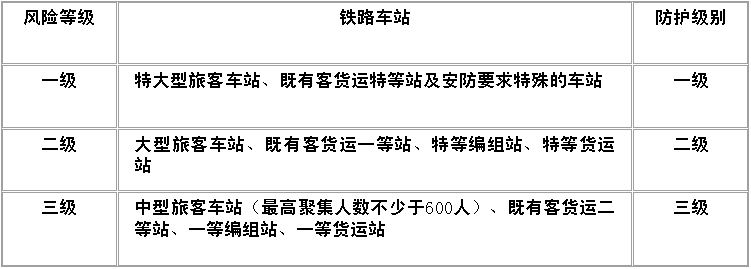 风险等级 铁路车站 防护级别
一级 特大型旅客车站、既有客货运特等站及安防要求特殊的车站 一级
二级 大型旅客车站、既有客货运一等站、特等编组站、特等货运 二级
站
三级 中型旅客车站（最高聚集人数不少于600人）、既有客货运二 三级
等站、一等编组站、一等货运站